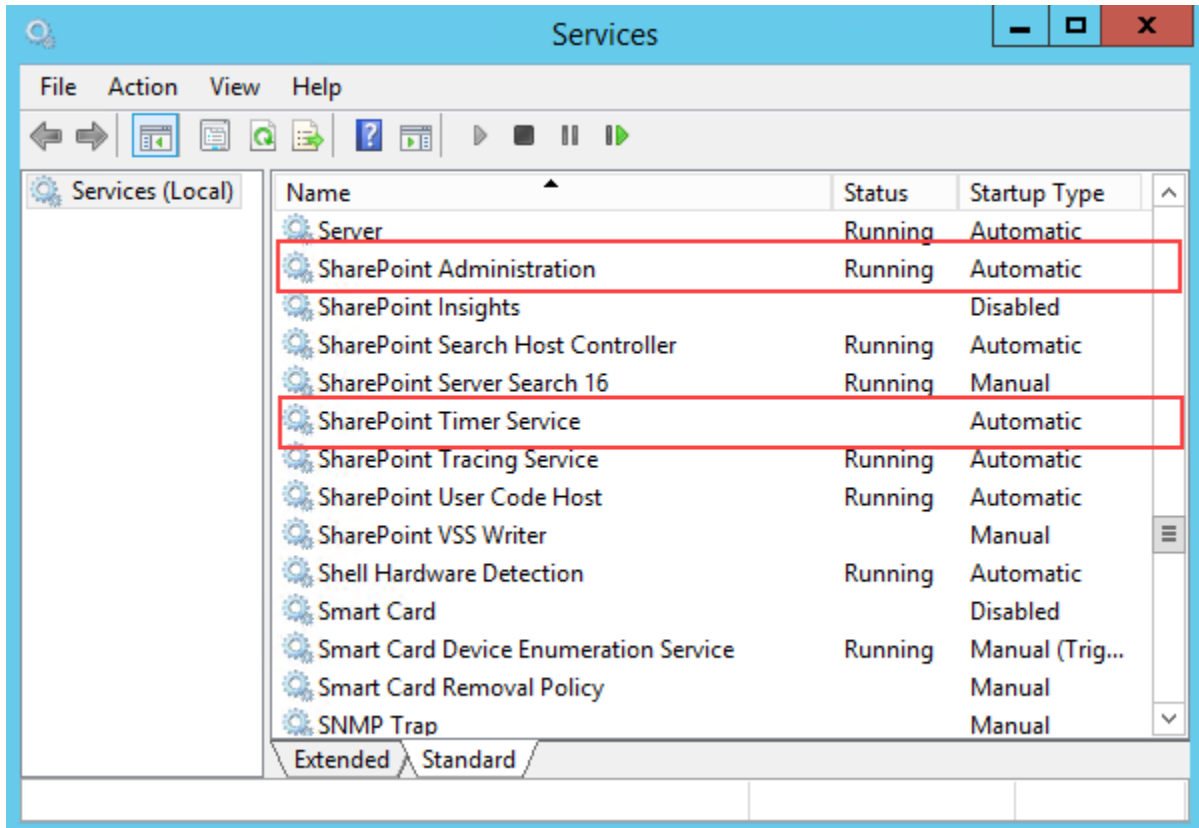 Services
X
File Action View Help
?
Services (Local)
Name Status Startup Type
Server Running Automatic
SharePoint Administration Running Automatic
SharePoint Insights Disabled
SharePoint Search Host Controller Running Automatic
SharePoint Server Search 16 Running Manual
SharePoint Timer Service Automatic
SharePoint Tracing Service Running Automatic
SharePoint User Code Host Running Automatic
SharePoint VSS Writer Manual
Shell Hardware Detection Running Automatic
Smart Card Disabled
Smart Card Device Enumeration Service Running Manual (Trig...
Smart Card Removal Policy Manual
SNMP Trap Manual
Extended Standard